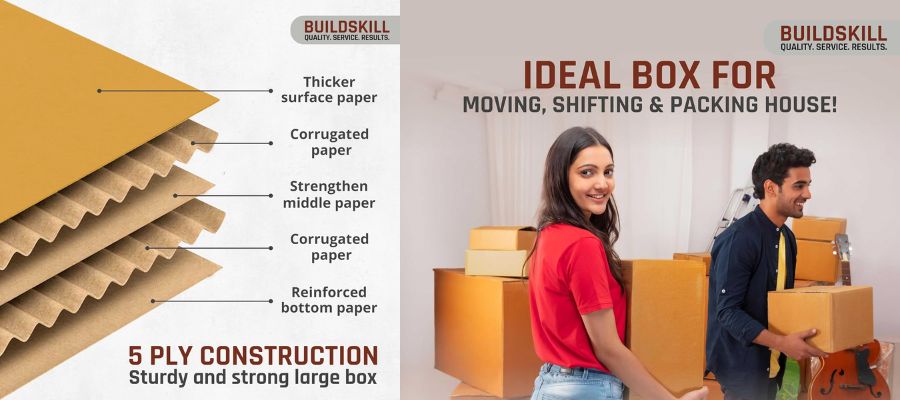 BUILDSKILL
QUALITY. SERVICE. RESULTS.
Thicker
surface paper
Corrugated
paper
Strengthen
middle paper
Corrugated
paper
Reinforced
bottom paper
5 PLY CONSTRUCTION
Sturdy and strong large box
BUILDSKILL
QUALITY. SERVICE. RESULTS.
IDEAL BOX FOR
MOVING, SHIFTING & PACKING HOUSE!